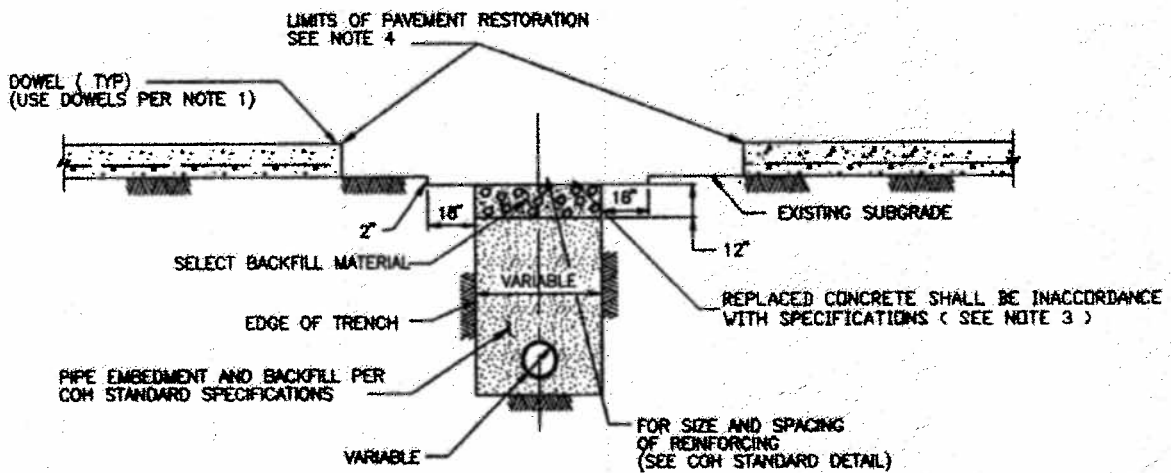 LIMITS OF PAVEMENT RESTORATION
SEE NOTE 4
DOWEL ( TYP)
(USE DOWELS PER NOTE 1)
2"
18"
18"
EXISTING SUBGRADE
12"
SELECT BACKFILL MATERIAL
VARIABLE
EDGE OF TRENCH
REPLACED CONCRETE SHALL BE INACCORDANCE
WITH SPECIFICATIONS ( SEE NOTE 3 )
PIPE EMBEDMENT AND BACKFILL PER
COH STANDARD SPECIFICATIONS
VARIABLE
FOR SIZE AND SPACING
OF REINFORCING
(SEE COH STANDARD DETAIL)